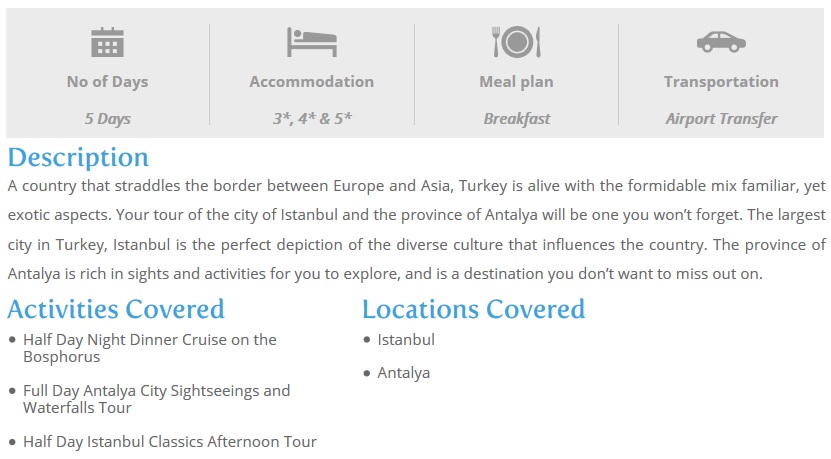 No of Days
Accommodation
Meal plan
Transportation
5 Days
3*, 4* & 5*
Breakfast
Airport Transfer
Description
A country that straddles the border between Europe and Asia, Turkey is alive with the formidable mix familiar, yet
exotic aspects. Your tour of the city of Istanbul and the province of Antalya will be one you won’t forget. The largest
city in Turkey, Istanbul is the perfect depiction of the diverse culture that influences the country. The province of
Antalya is rich in sights and activities for you to explore, and is a destination you don’t want to miss out on.
Activities Covered
Half Day Night Dinner Cruise on the
Bosphorus
Full Day Antalya City Sightseeings and
Waterfalls Tour
Half Day Istanbul Classics Afternoon Tour
Locations Covered
Istanbul
Antalya